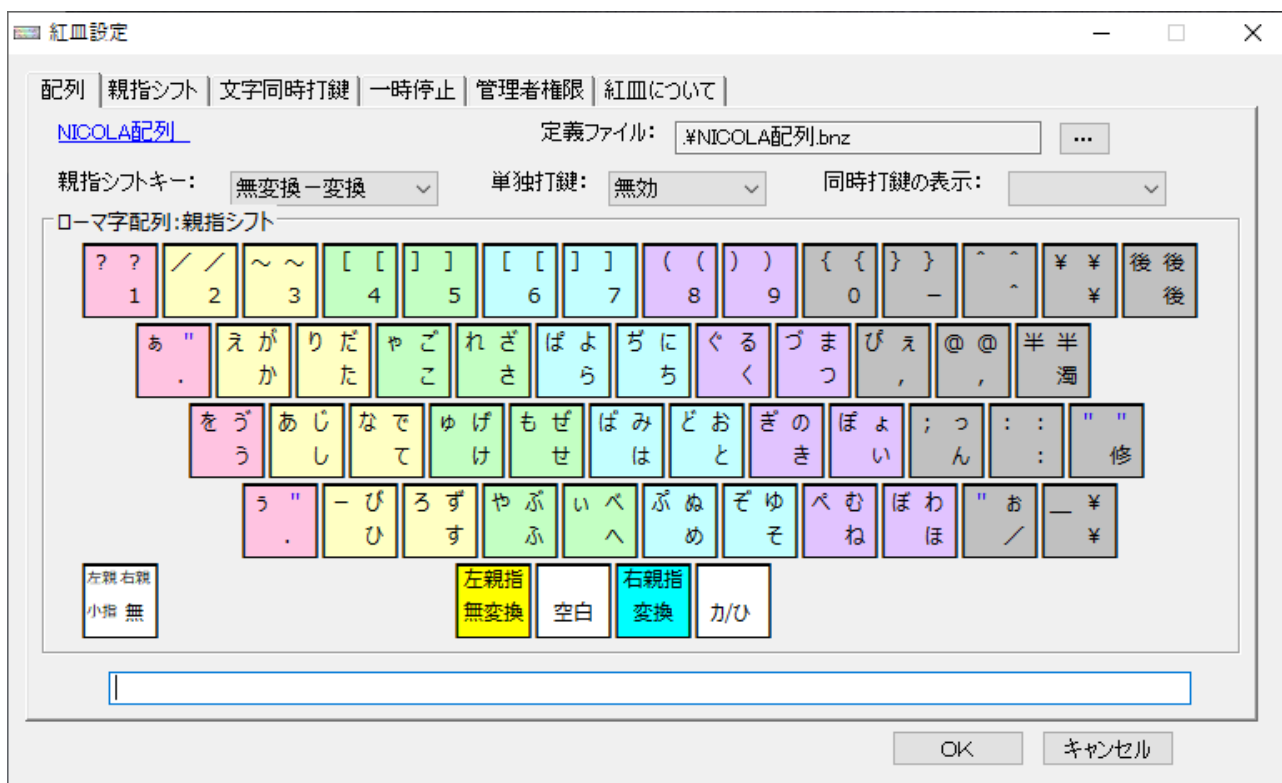 紅皿設定
配列 親指シフト 文字同時打鍵 一時停止 管理者権限 紅皿について
NICOLA配列 定義ファイル: .¥NICOLA配列.bnz ...
親指シフトキー: 無変換－変換 単独打鍵: 無効 同時打鍵の表示:
ローマ字配列:親指シフト
? ? ／ ／ ～ ～ [ [ ] ] [ [ ] ] ( ( ) ) { { } } ^ ^ ¥ ¥ 後 後
1 2 3 4 5 6 7 8 9 0 － ^ ¥ 後
ぁ " え が り だ ゃ ご れ ざ ぱ よ ぢ に ぐ る づ ま ぴ ぇ @ @ 半 半
. か た こ さ ら ち く つ , , 濁
を ゔ あ じ な で ゅ げ も ぜ ば み ど お ぎ の ぽ ょ ; っ : : " "
う し て け せ は と き い ん : 修
ぅ " ー び ろ ず や ぶ ぃ べ ぷ ぬ ぞ ゆ ぺ む ぼ わ " ぉ ＿ ¥
. ひ す ふ へ め そ ね ほ ／ ¥
左親 右親 左親指 右親指
小指 無 無変換 空白 変換 カ/ひ
OK キャンセル